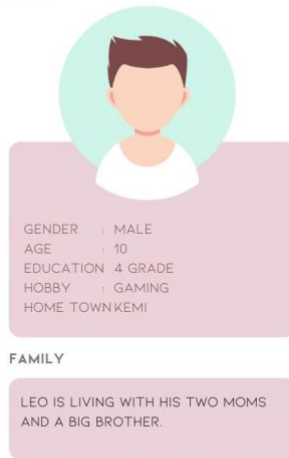 GENDER : MALE
AGE : 10
EDUCATION 4 GRADE
HOBBY : GAMING
HOME TOWN KEMI
FAMILY
LEO IS LIVING WITH HIS TWO MOMS
AND A BIG BROTHER.